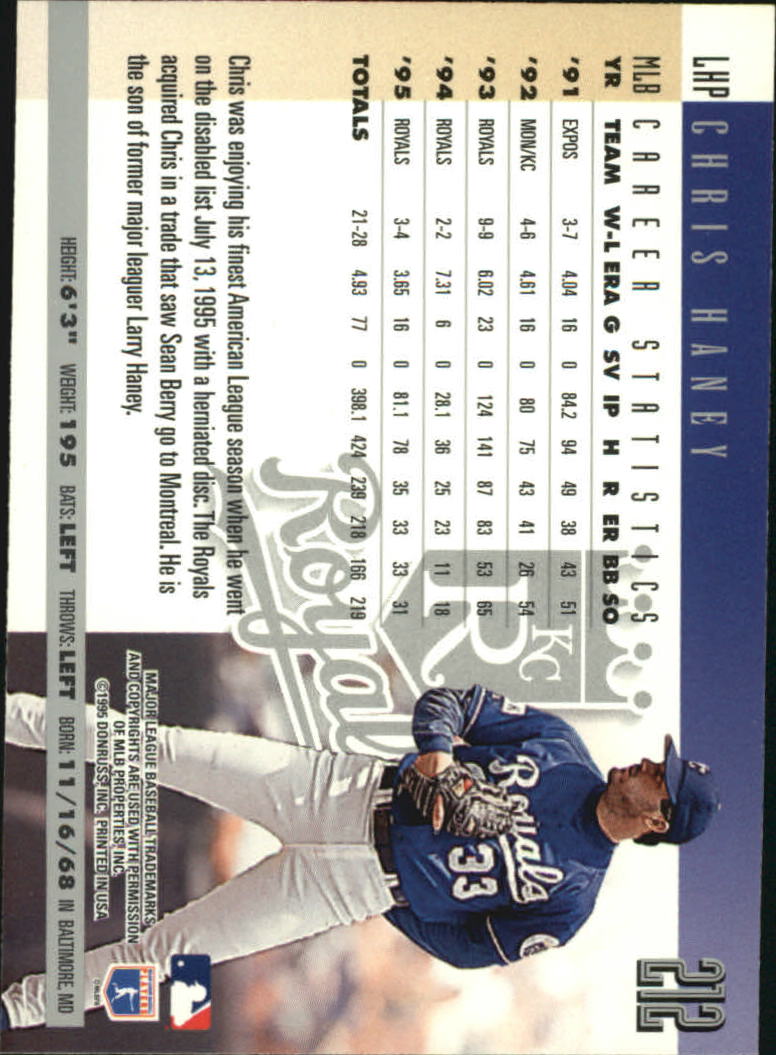 LHP CHRIS HANEY 212
MLB CAREER STATISTICS
YR TEAM W-L ERA G SV IP H R ER BB SO
'91 EXPOS 3-7 4.04 16 0 84.2 94 49 38 43 51
'92 MON/KC 4-6 4.61 16 0 80 75 43 41 26 54
'93 ROYALS 9-9 6.02 23 0 124 141 87 83 53 65
'94 ROYALS 2-2 7.31 6 0 28.1 36 25 23 11 18
'95 ROYALS 3-4 3.65 16 0 81.1 78 35 33 33 31
TOTALS 21-28 4.93 77 0 398.1 424 239 218 166 219
Chris was enjoying his finest American League season when he went
on the disabled list July 13, 1995 with a herniated disc. The Royals
acquired Chris in a trade that saw Sean Berry go to Montreal. He is
the son of former major leaguer Larry Haney.
KC
R
Royals
Royals
33
MAJOR LEAGUE BASEBALL TRADEMARKS
AND COPYRIGHTS ARE USED WITH PERMISSION
OF MLB PROPERTIES, INC.
©1995 DONRUSS, INC. PRINTED IN USA
PLAYERS
HEIGHT: 6'3" WEIGHT: 195 BATS: LEFT THROWS: LEFT BORN: 11/16/68 IN BALTIMORE, MD